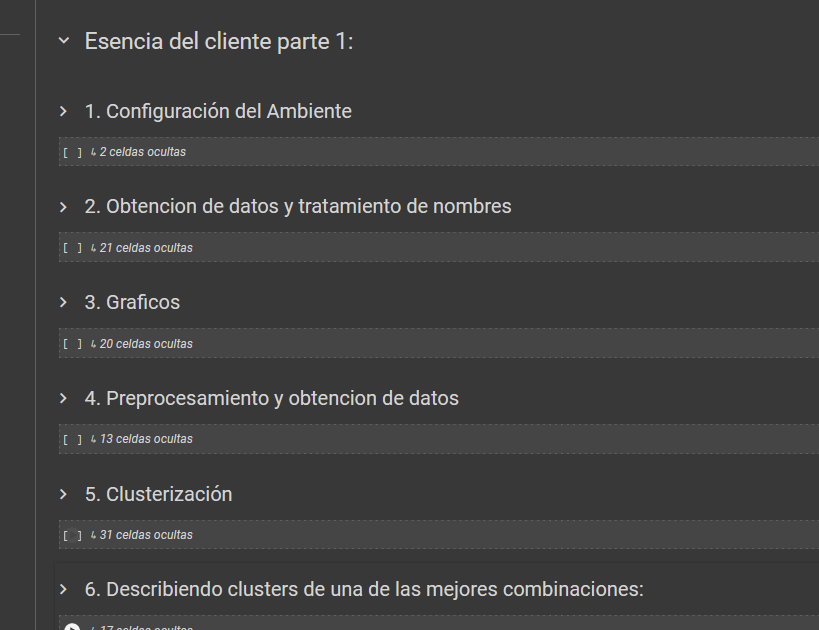 Esencia del cliente parte 1:
1. Configuración del Ambiente
[ ] ↳ 2 celdas ocultas
2. Obtencion de datos y tratamiento de nombres
[ ] ↳ 21 celdas ocultas
3. Graficos
[ ] ↳ 20 celdas ocultas
4. Preprocesamiento y obtencion de datos
[ ] ↳ 13 celdas ocultas
5. Clusterización
[ ] ↳ 31 celdas ocultas
6. Describiendo clusters de una de las mejores combinaciones:
↳ 17 celdas ocultas